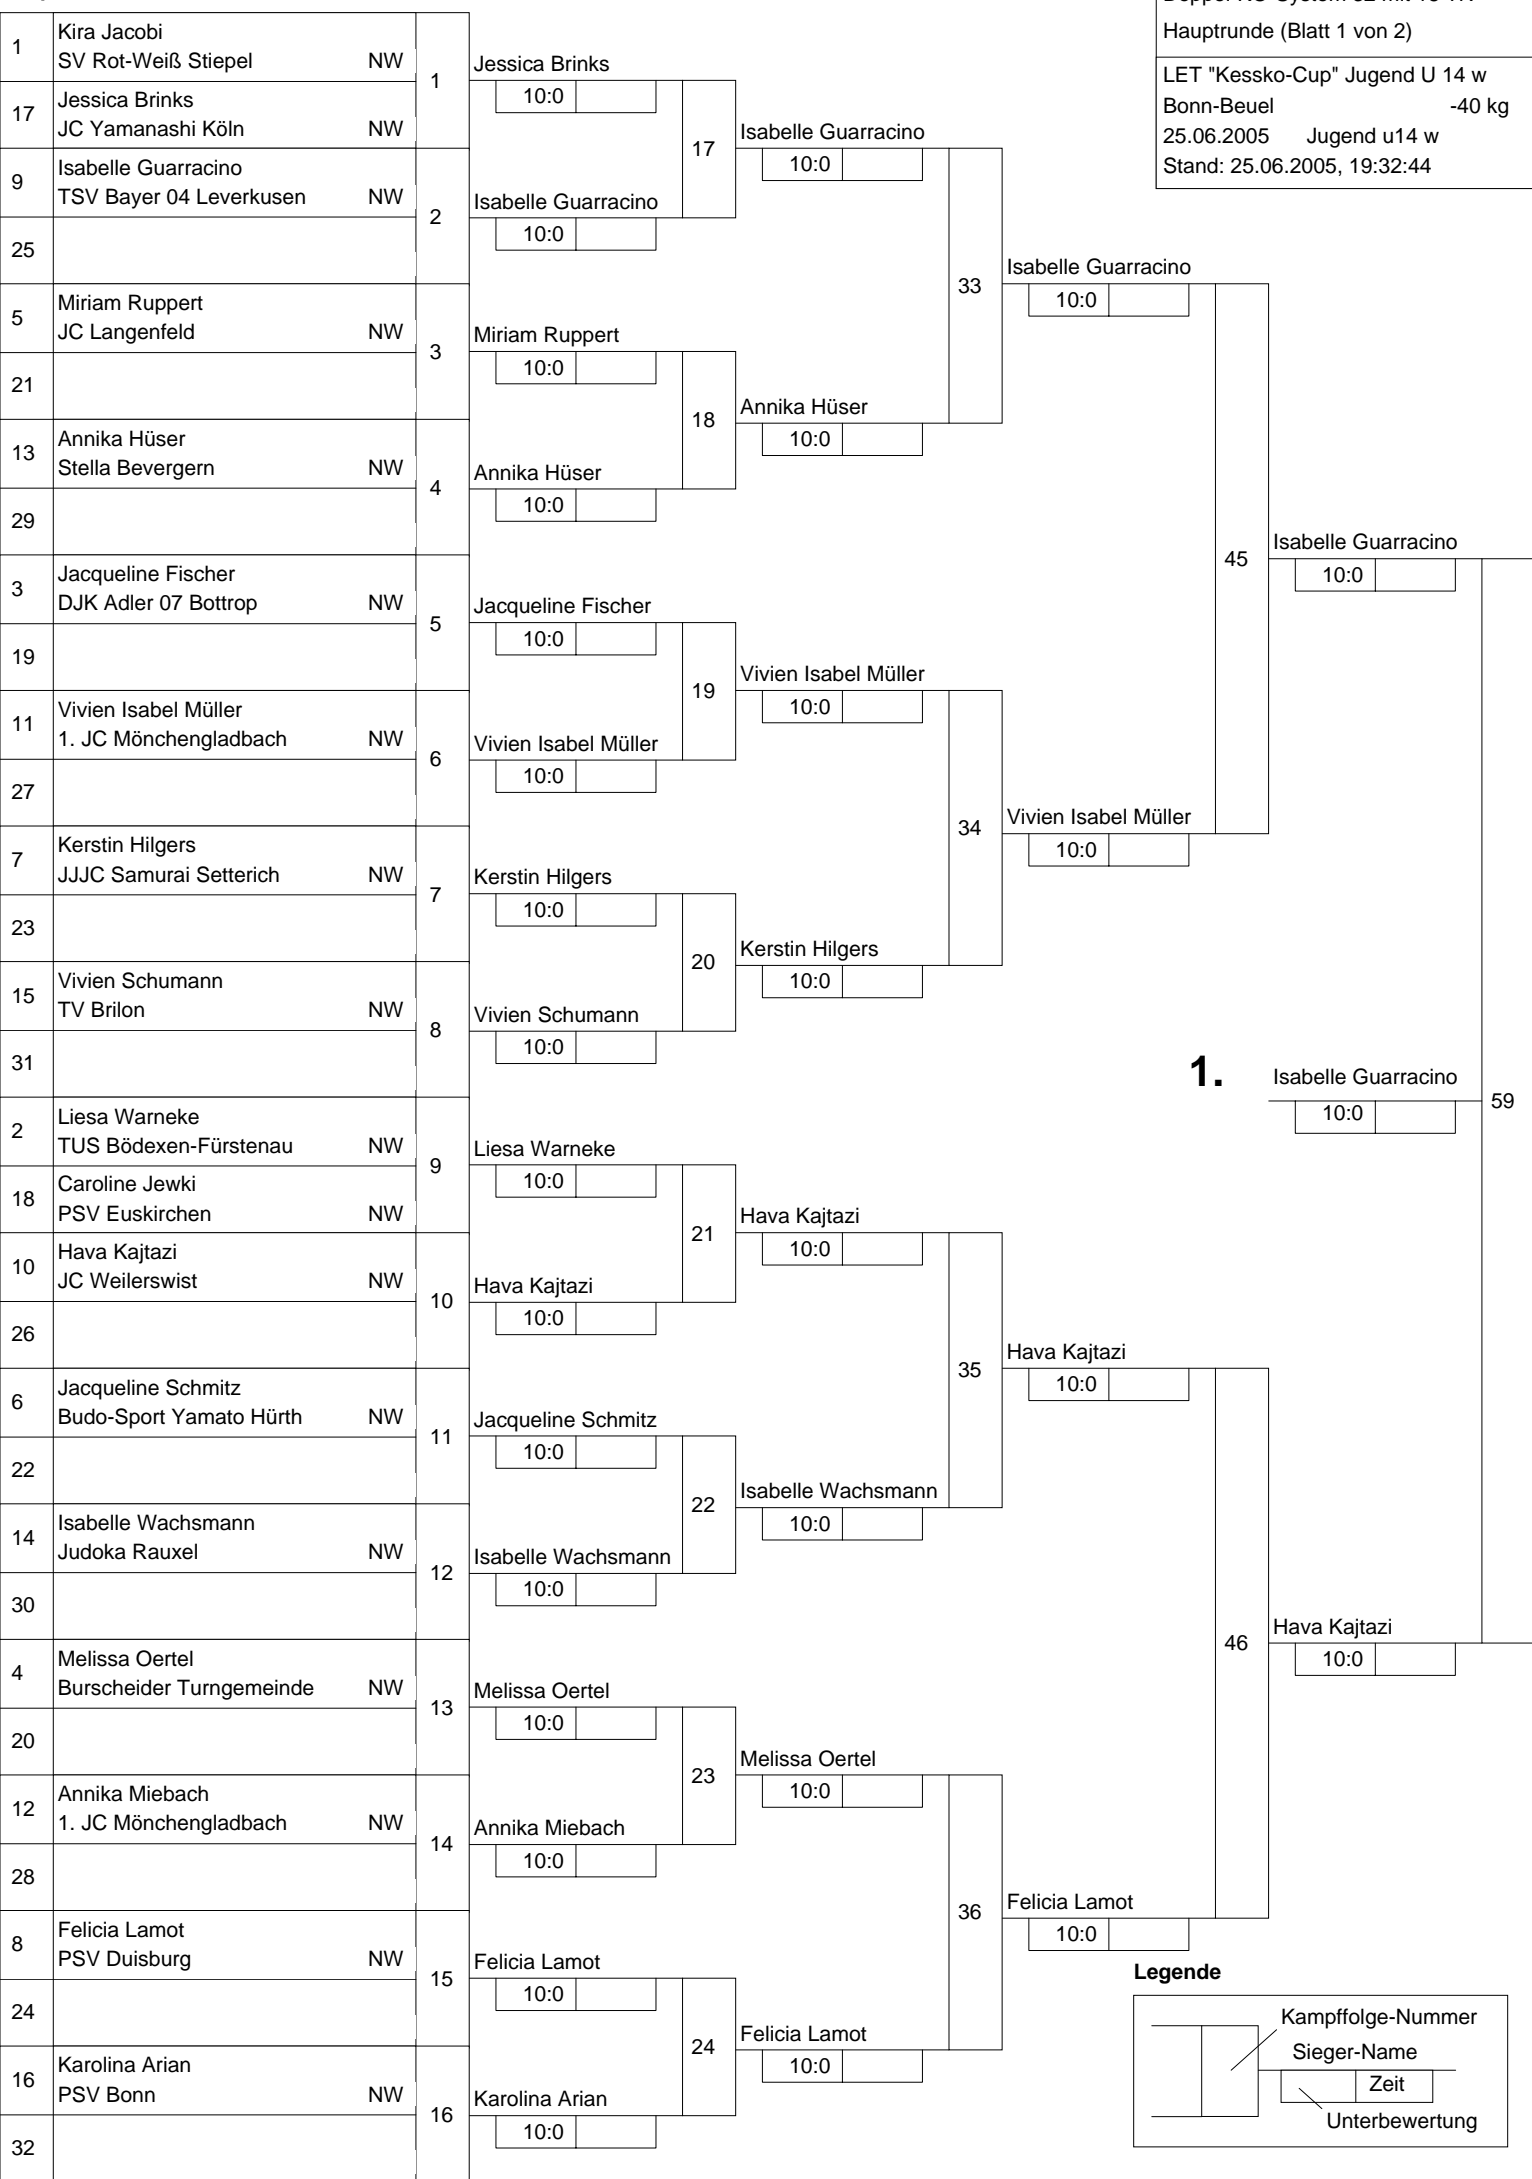 Hauptrunde (Blatt 1 von 2)
LET "Kessko-Cup" Jugend U 14 w
Bonn-Beuel -40 kg
25.06.2005 Jugend u14 w
Stand: 25.06.2005, 19:32:44
1 Kira Jacobi
SV Rot-Weiß Stiepel NW
17 Jessica Brinks
JC Yamanashi Köln NW
9 Isabelle Guarracino
TSV Bayer 04 Leverkusen NW
25
5 Miriam Ruppert
JC Langenfeld NW
21
13 Annika Hüser
Stella Bevergern NW
29
3 Jacqueline Fischer
DJK Adler 07 Bottrop NW
19
11 Vivien Isabel Müller
1. JC Mönchengladbach NW
27
7 Kerstin Hilgers
JJJC Samurai Setterich NW
23
15 Vivien Schumann
TV Brilon NW
31
2 Liesa Warneke
TUS Bödexen-Fürstenau NW
18 Caroline Jewki
PSV Euskirchen NW
10 Hava Kajtazi
JC Weilerswist NW
26
6 Jacqueline Schmitz
Budo-Sport Yamato Hürth NW
22
14 Isabelle Wachsmann
Judoka Rauxel NW
30
4 Melissa Oertel
Burscheider Turngemeinde NW
20
12 Annika Miebach
1. JC Mönchengladbach NW
28
8 Felicia Lamot
PSV Duisburg NW
24
16 Karolina Arian
PSV Bonn NW
32
1 Jessica Brinks
10:0
2 Isabelle Guarracino
10:0
3 Miriam Ruppert
10:0
4 Annika Hüser
10:0
5 Jacqueline Fischer
10:0
6 Vivien Isabel Müller
10:0
7 Kerstin Hilgers
10:0
8 Vivien Schumann
10:0
9 Liesa Warneke
10:0
10 Hava Kajtazi
10:0
11 Jacqueline Schmitz
10:0
12 Isabelle Wachsmann
10:0
13 Melissa Oertel
10:0
14 Annika Miebach
10:0
15 Felicia Lamot
10:0
16 Karolina Arian
10:0
17 Isabelle Guarracino
10:0
18 Annika Hüser
10:0
19 Vivien Isabel Müller
10:0
20 Kerstin Hilgers
10:0
21 Hava Kajtazi
10:0
22 Isabelle Wachsmann
10:0
23 Melissa Oertel
10:0
24 Felicia Lamot
10:0
33 Isabelle Guarracino
10:0
34 Vivien Isabel Müller
10:0
35 Hava Kajtazi
10:0
36 Felicia Lamot
10:0
45 Isabelle Guarracino
10:0
46 Hava Kajtazi
10:0
1. Isabelle Guarracino 59
10:0
Legende
Kampffolge-Nummer
Sieger-Name
Zeit
Unterbewertung